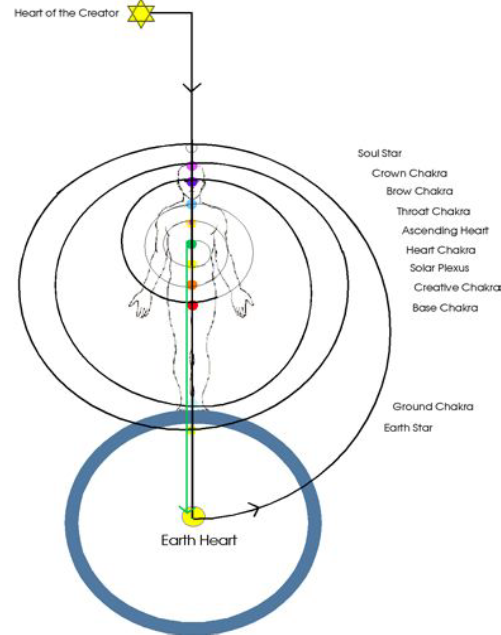 Heart of the Creator
Soul Star
Crown Chakra
Brow Chakra
Throat Chakra
Ascending Heart
Heart Chakra
Solar Plexus
Creative Chakra
Base Chakra
Ground Chakra
Earth Star
Earth Heart